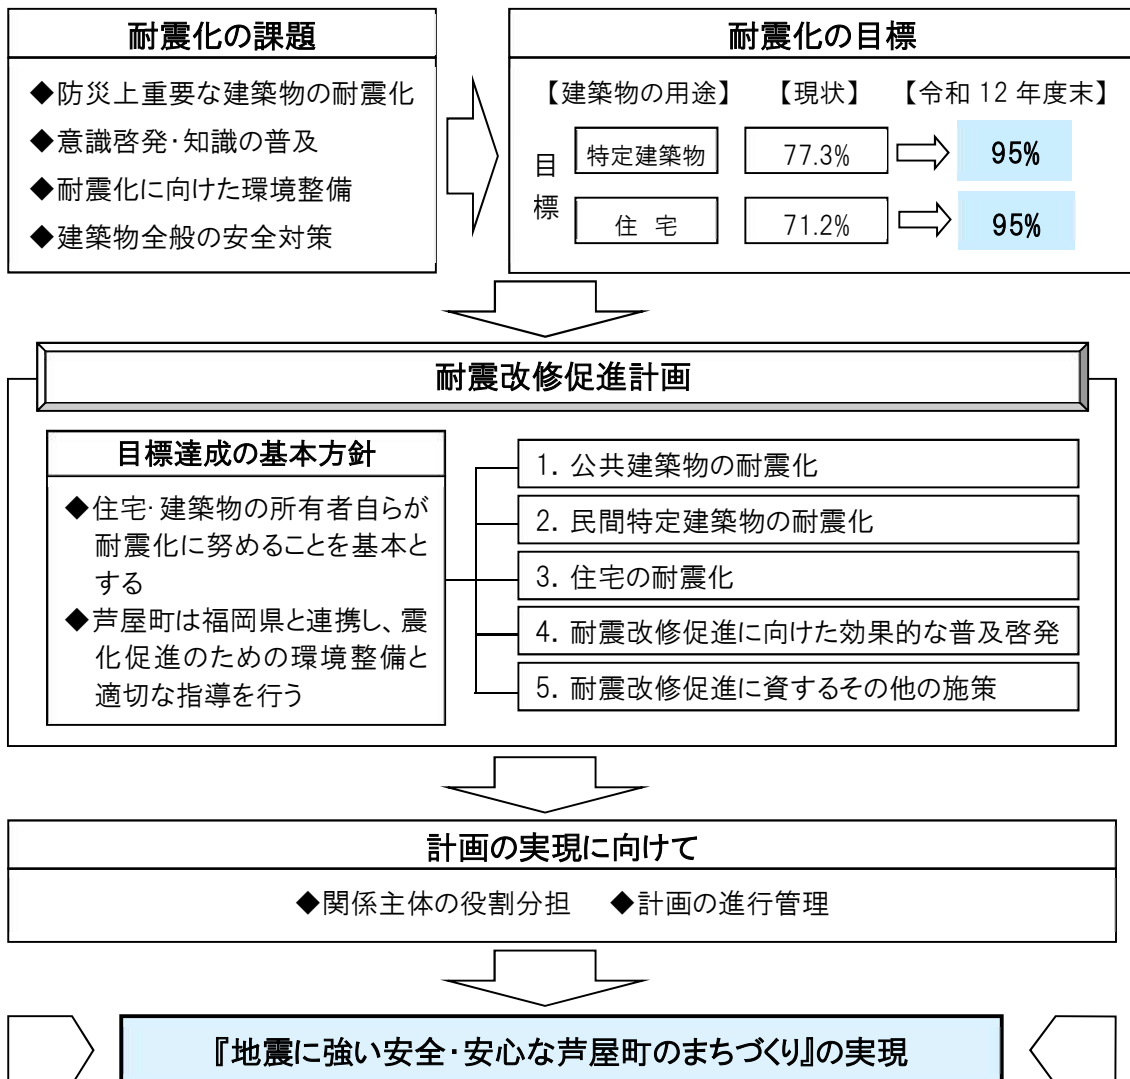 耐震化の課題
◆防災上重要な建築物の耐震化
◆意識啓発・知識の普及
◆耐震化に向けた環境整備
◆建築物全般の安全対策
耐震化の目標
【建築物の用途】 【現状】 【令和 12 年度末】
目標
特定建築物 77.3% 95%
住 宅 71.2% 95%
耐震改修促進計画
目標達成の基本方針
◆住宅・建築物の所有者自らが
耐震化に努めることを基本と
する
◆芦屋町は福岡県と連携し、震
化促進のための環境整備と
適切な指導を行う
1. 公共建築物の耐震化
2. 民間特定建築物の耐震化
3. 住宅の耐震化
4. 耐震改修促進に向けた効果的な普及啓発
5. 耐震改修促進に資するその他の施策
計画の実現に向けて
◆関係主体の役割分担 ◆計画の進行管理
『地震に強い安全・安心な芦屋町のまちづくり』の実現